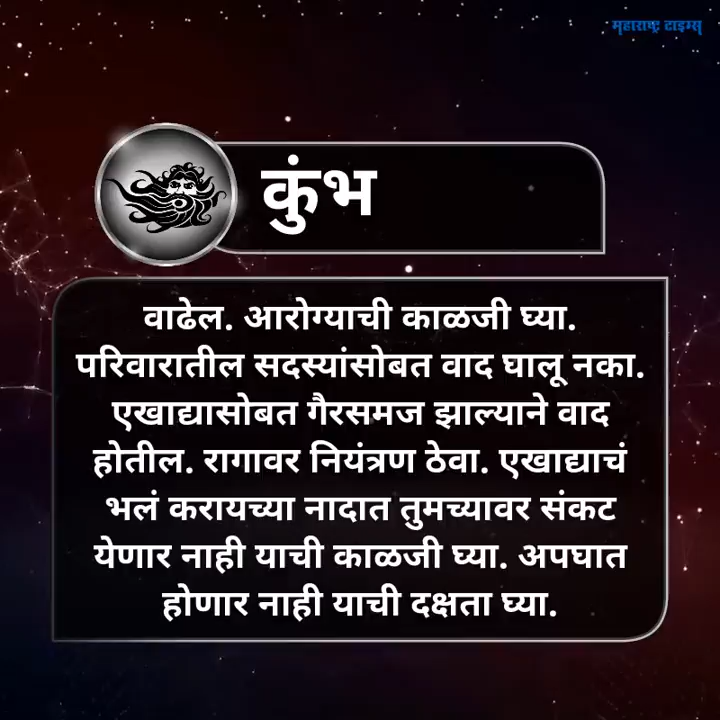 महाराष्ट्र टाइम्स
कुंभ
वाढेल. आरोग्याची काळजी घ्या.
परिवारातील सदस्यांसोबत वाद घालू नका.
एखाद्यासोबत गैरसमज झाल्याने वाद
होतील. रागावर नियंत्रण ठेवा. एखाद्याचं
भलं करायच्या नादात तुमच्यावर संकट
येणार नाही याची काळजी घ्या. अपघात
होणार नाही याची दक्षता घ्या.